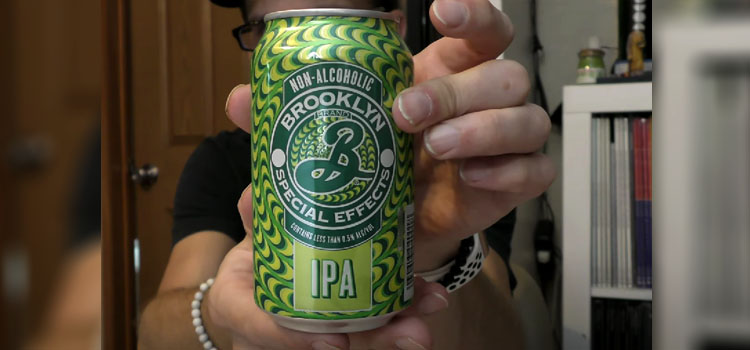 NON-ALCOHOLIC
BROOKLYN
BRAND
B
SPECIAL EFFECTS
CONTAINS LESS THAN 0.5% ALC/VOL
IPA